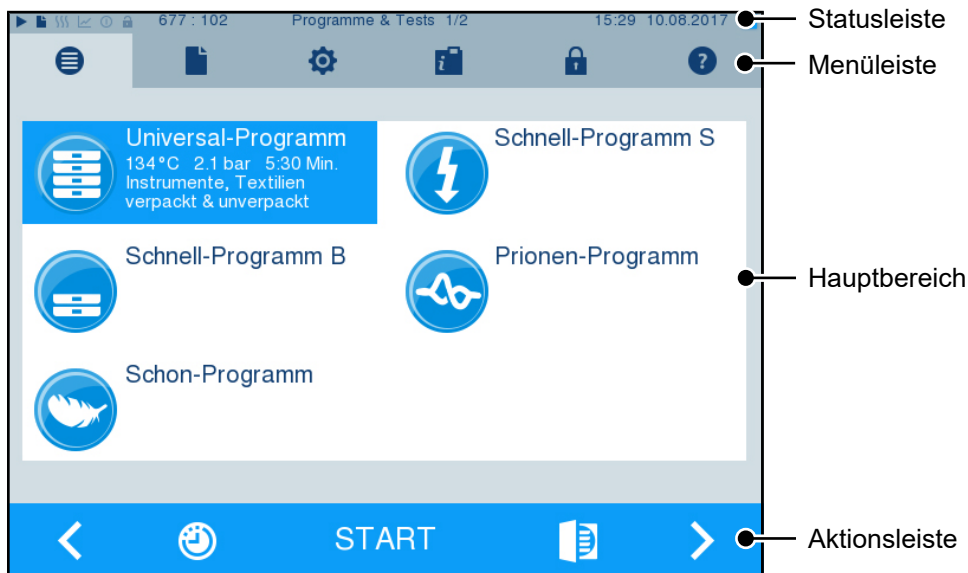 677 : 102 Programme & Tests 1/2 15:29 10.08.2017
Statusleiste
i ?
Menüleiste
Universal-Programm
134°C 2.1 bar 5:30 Min.
Instrumente, Textilien
verpackt & unverpackt
Schnell-Programm S
Schnell-Programm B
Prionen-Programm
Hauptbereich
Schon-Programm
START
Aktionsleiste